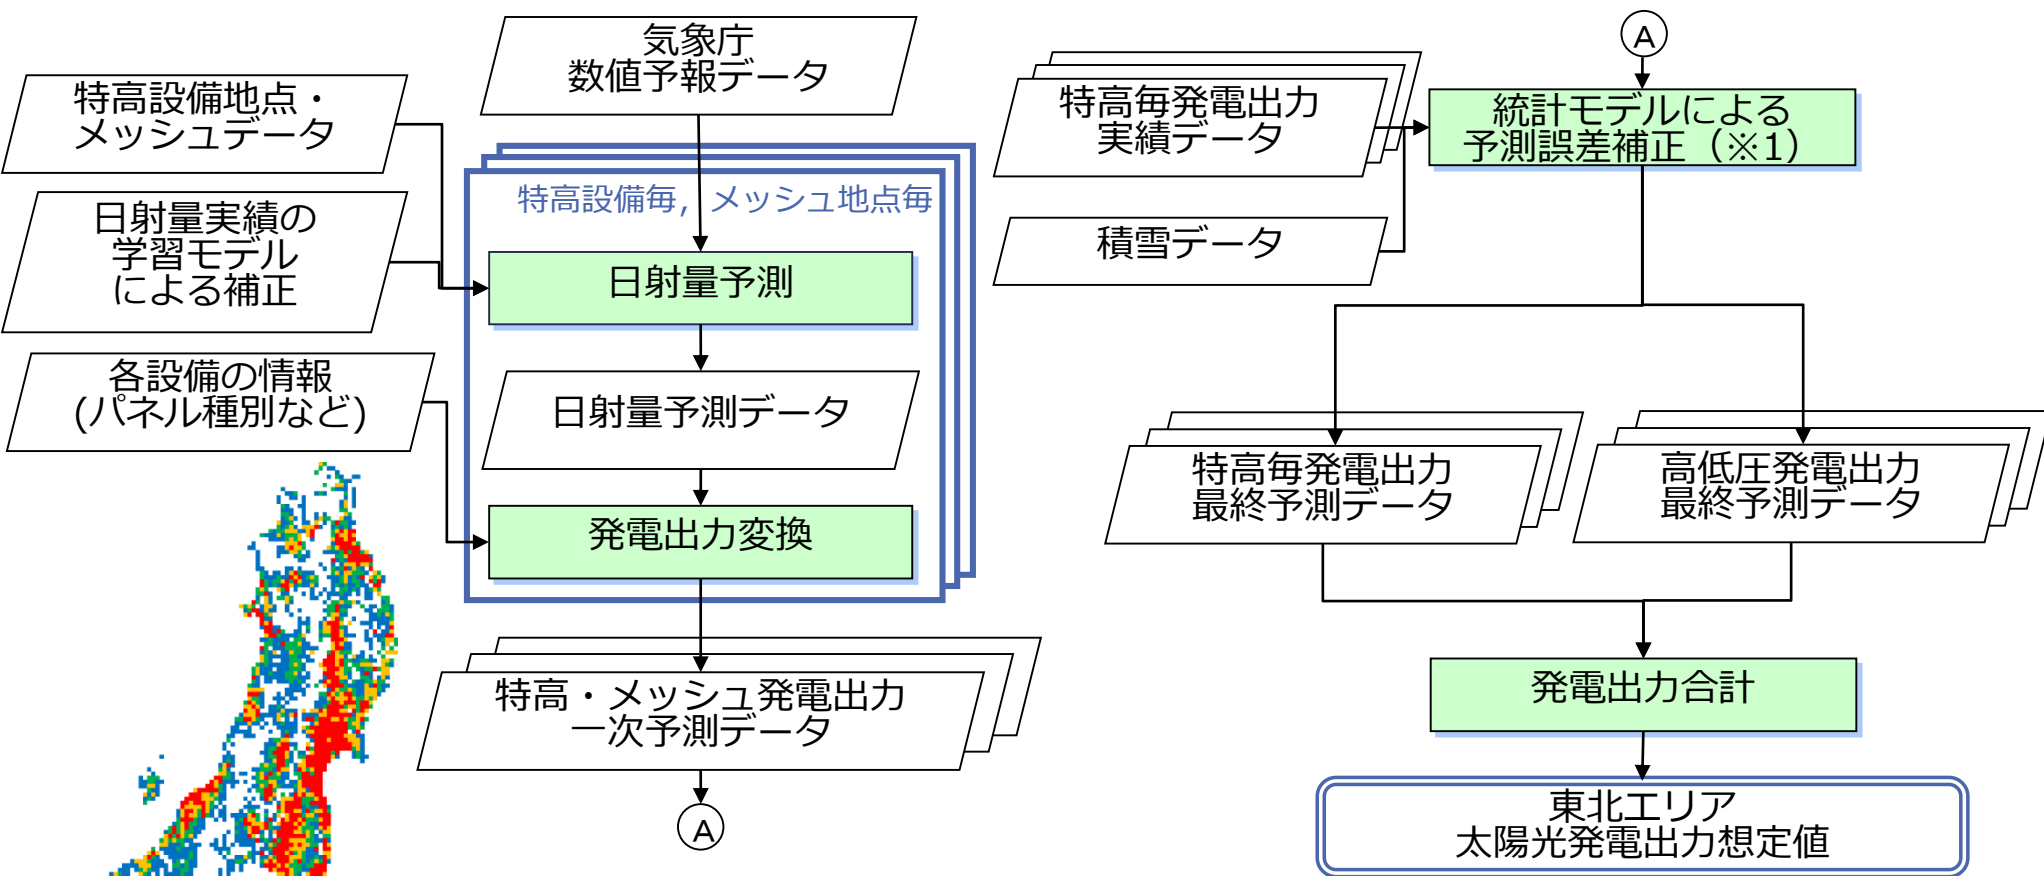 気象庁
数値予報データ
特高設備地点・
メッシュデータ
日射量実績の
学習モデル
による補正
各設備の情報
(パネル種別など)
特高設備毎，メッシュ地点毎
日射量予測
日射量予測データ
発電出力変換
特高・メッシュ発電出力
一次予測データ
A
A
特高毎発電出力
実績データ
積雪データ
統計モデルによる
予測誤差補正（※1）
特高毎発電出力
最終予測データ
高低圧発電出力
最終予測データ
発電出力合計
東北エリア
太陽光発電出力想定値